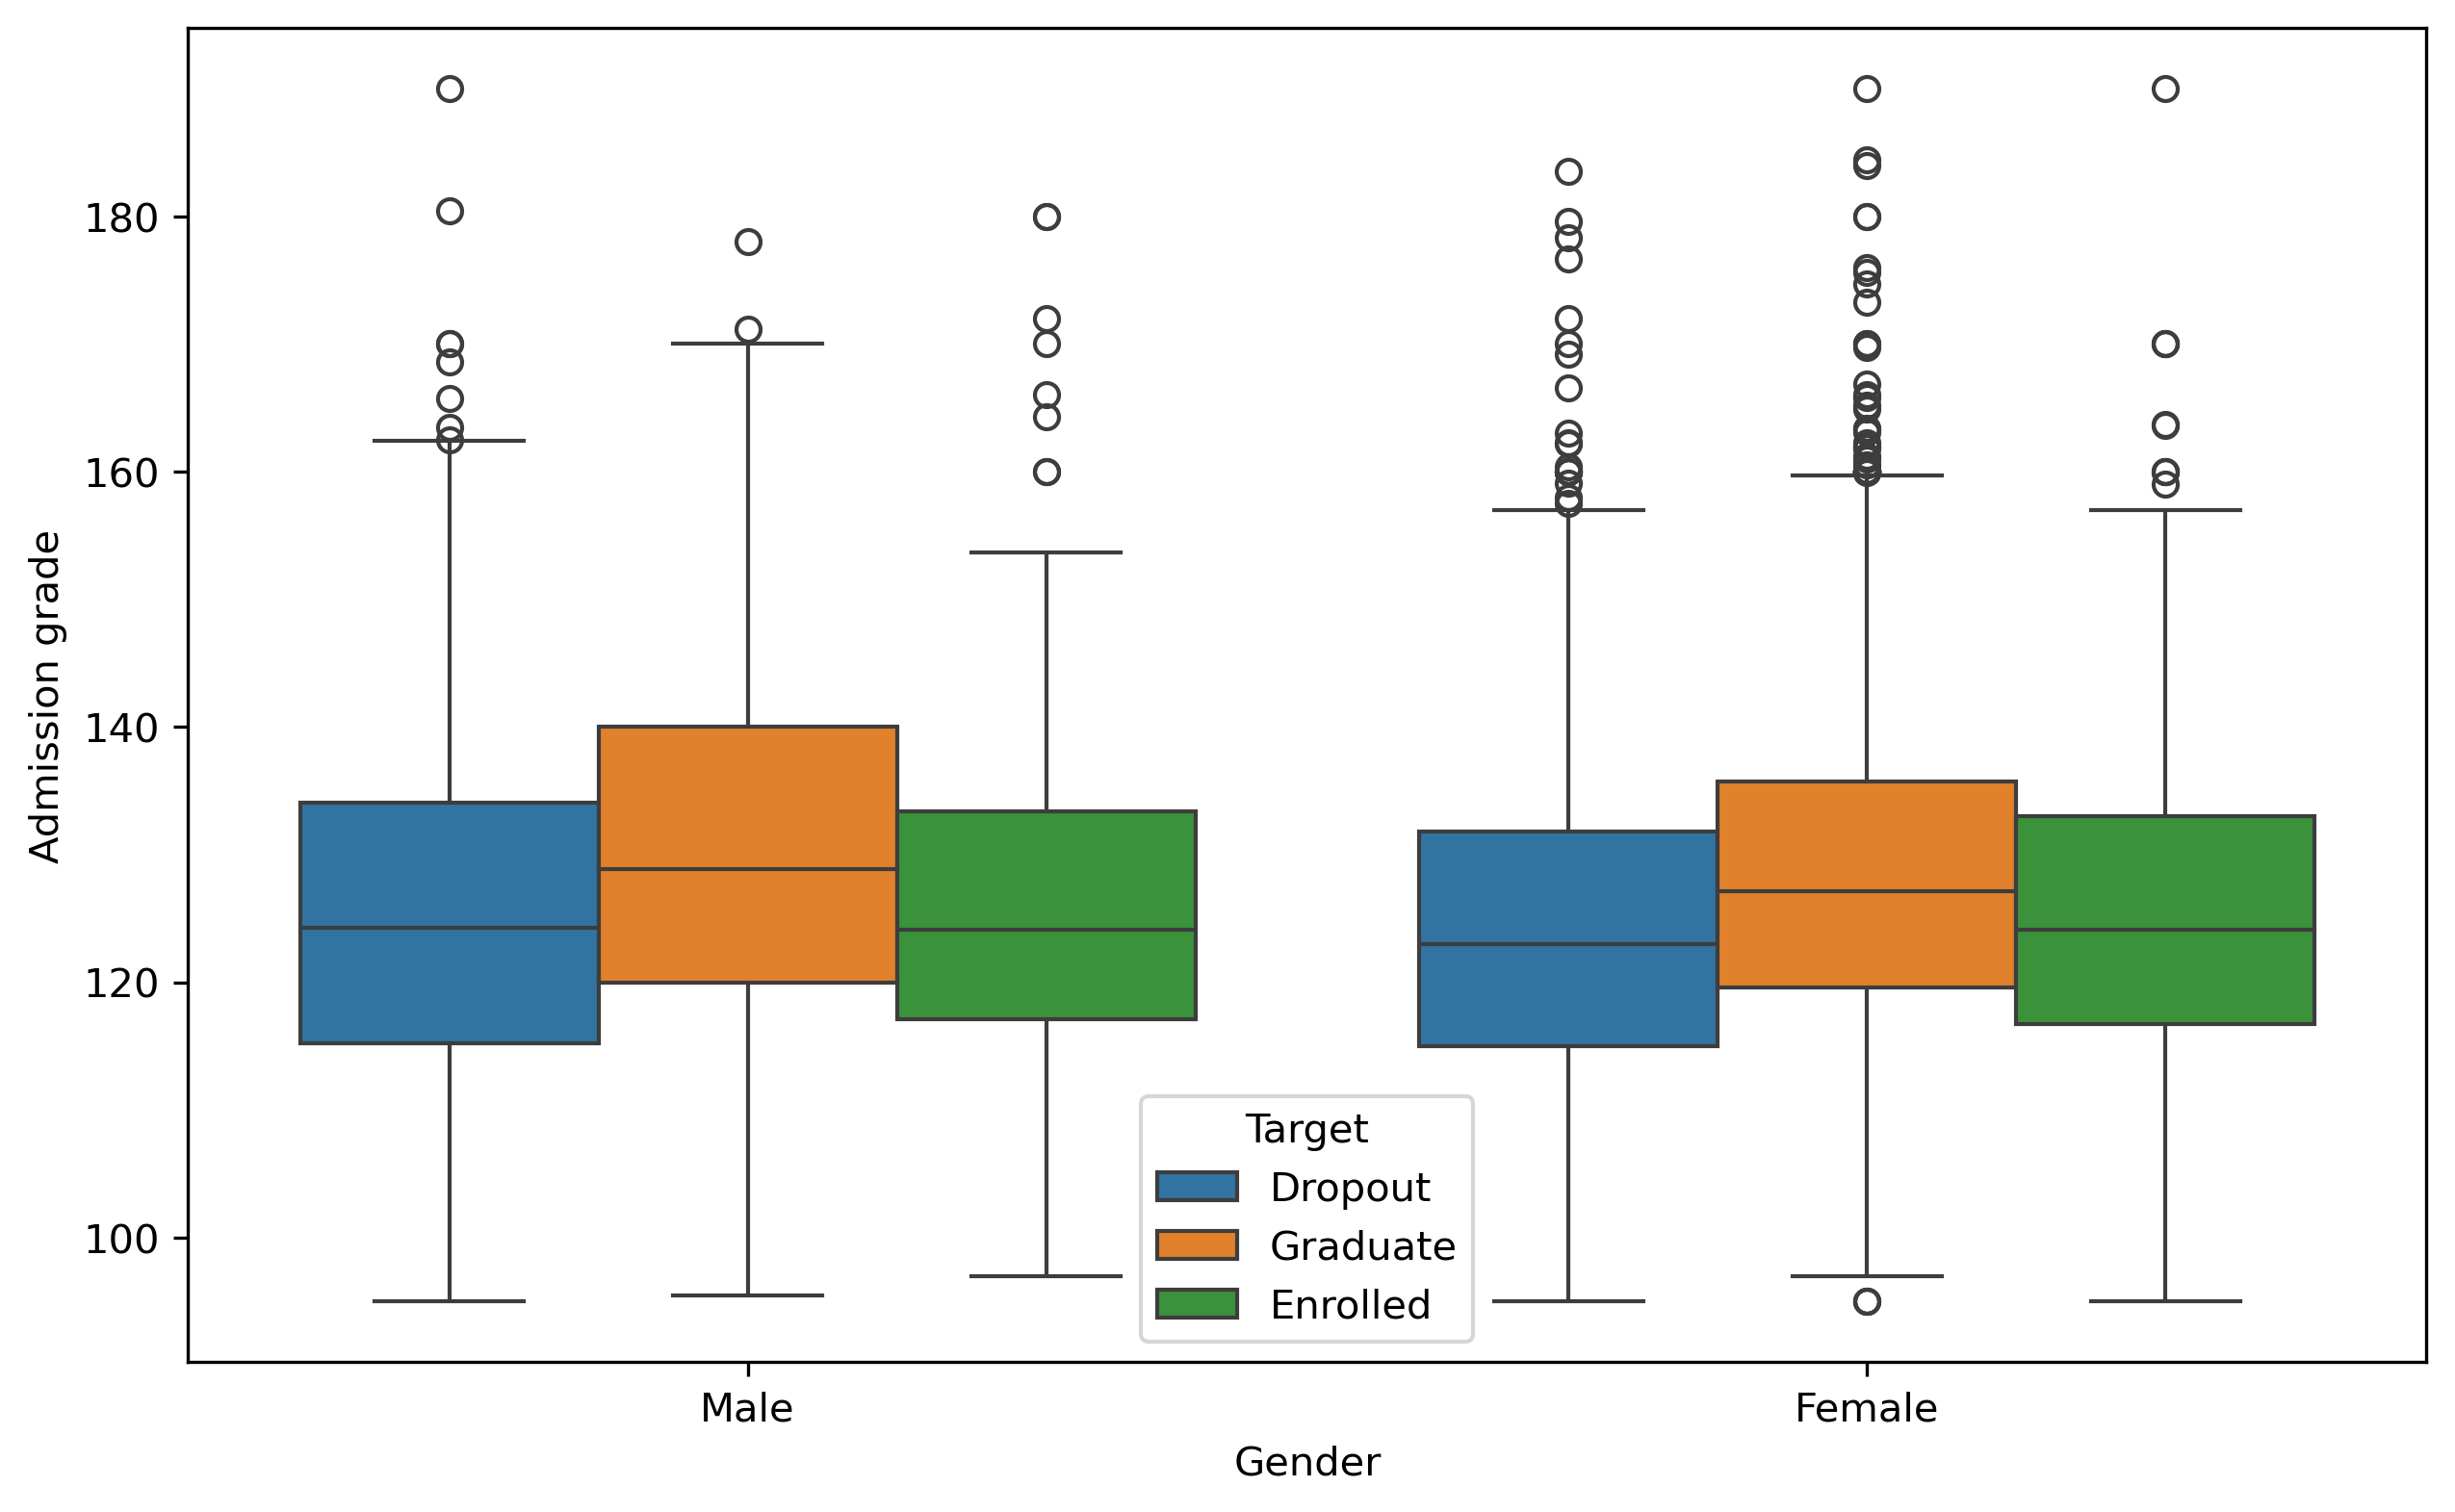 Admission grade
180
160
140
120
100
Target
Dropout
Graduate
Enrolled
Male
Female
Gender